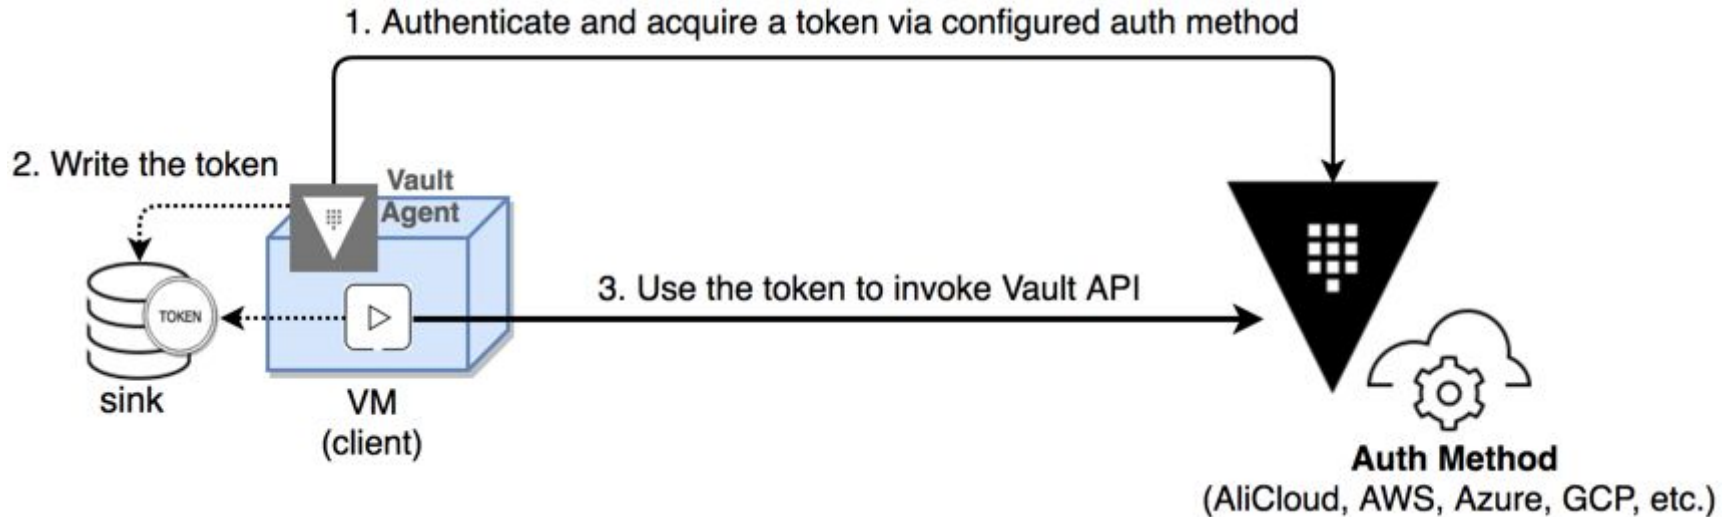 1. Authenticate and acquire a token via configured auth method
2. Write the token
Vault
Agent
3. Use the token to invoke Vault API
TOKEN
sink
VM
(client)
Auth Method
(AliCloud, AWS, Azure, GCP, etc.)